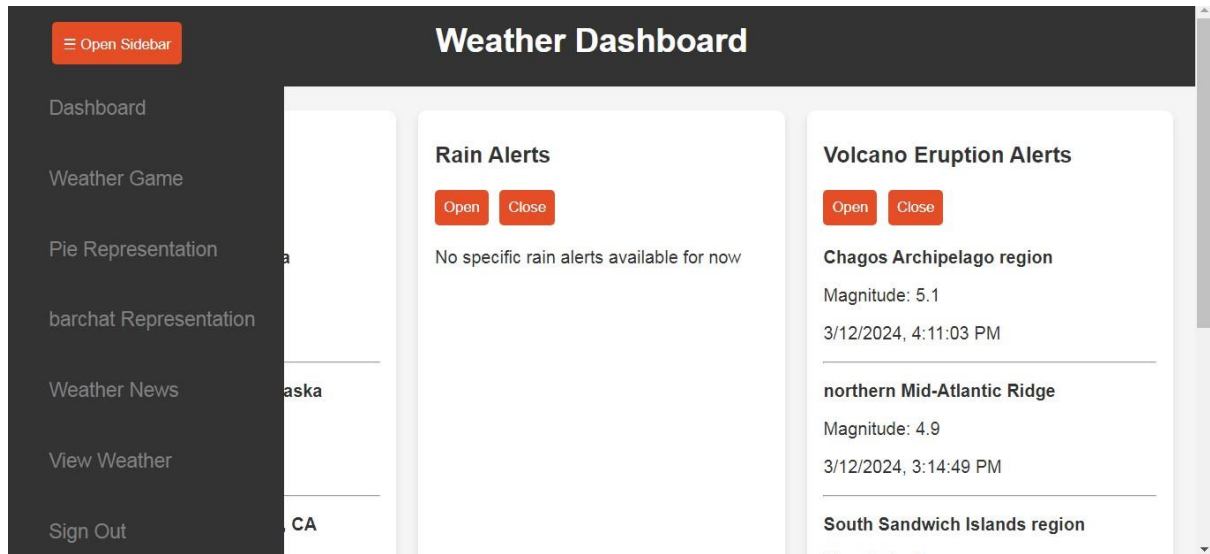 ☰ Open Sidebar
Weather Dashboard
Dashboard
Weather Game
Pie Representation
barchat Representation
Weather News
View Weather
Sign Out
a
aska
, CA
Rain Alerts
Open Close
No specific rain alerts available for now
Volcano Eruption Alerts
Open Close
Chagos Archipelago region
Magnitude: 5.1
3/12/2024, 4:11:03 PM
northern Mid-Atlantic Ridge
Magnitude: 4.9
3/12/2024, 3:14:49 PM
South Sandwich Islands region